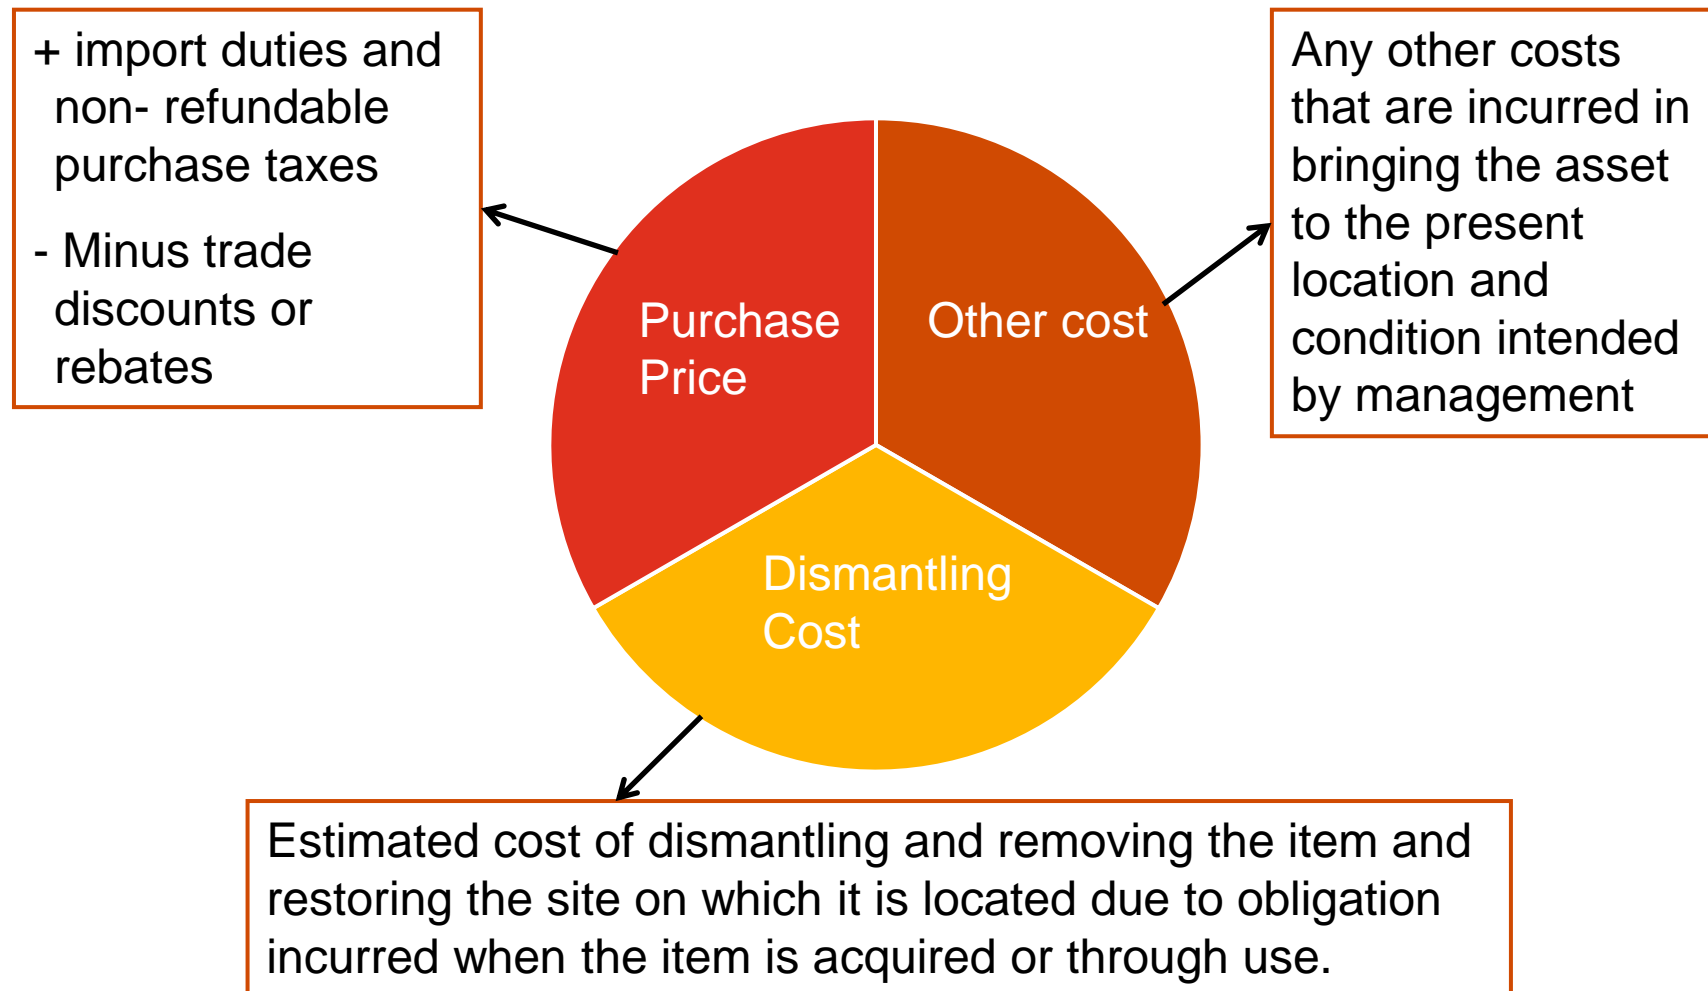 + import duties and
non- refundable
purchase taxes
- Minus trade
discounts or
rebates
Any other costs
that are incurred in
bringing the asset
to the present
location and
condition intended
by management
Purchase
Price
Other cost
Dismantling
Cost
Estimated cost of dismantling and removing the item and
restoring the site on which it is located due to obligation
incurred when the item is acquired or through use.